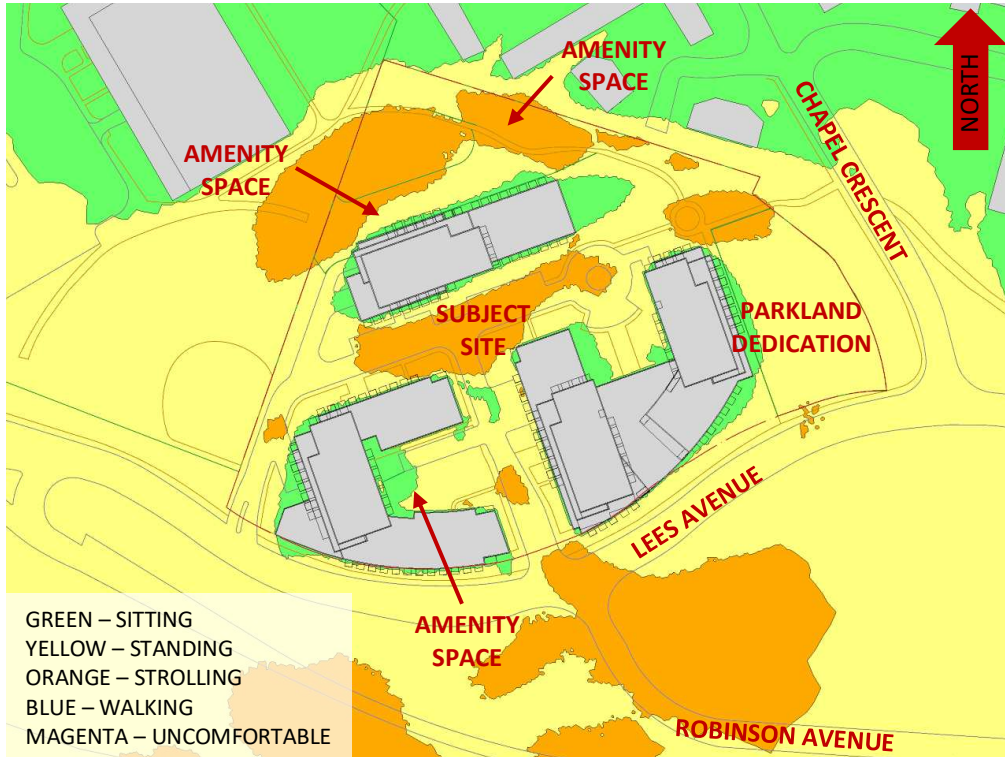 AMENITY
SPACE
NORTH
CHAPEL CRESCENT
AMENITY
SPACE
SUBJECT
SITE
PARKLAND
DEDICATION
LEES AVENUE
AMENITY
SPACE
ROBINSON AVENUE
GREEN – SITTING
YELLOW – STANDING
ORANGE – STROLLING
BLUE – WALKING
MAGENTA – UNCOMFORTABLE